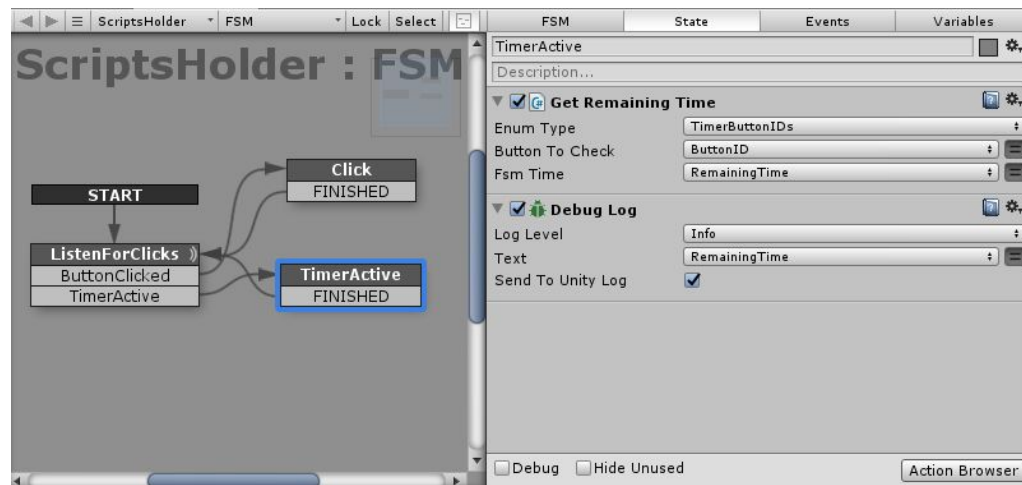 ScriptsHolder FSM Lock Select
FSM State Events Variables
ScriptsHolder : FSM
TimerActive
Description...
Get Remaining Time
Enum Type TimerButtonIDs
Button To Check ButtonID
Fsm Time RemainingTime
Debug Log
Log Level Info
Text RemainingTime
Send To Unity Log
START
Click
FINISHED
ListenForClicks
ButtonClicked
TimerActive
TimerActive
FINISHED
Debug Hide Unused Action Browser